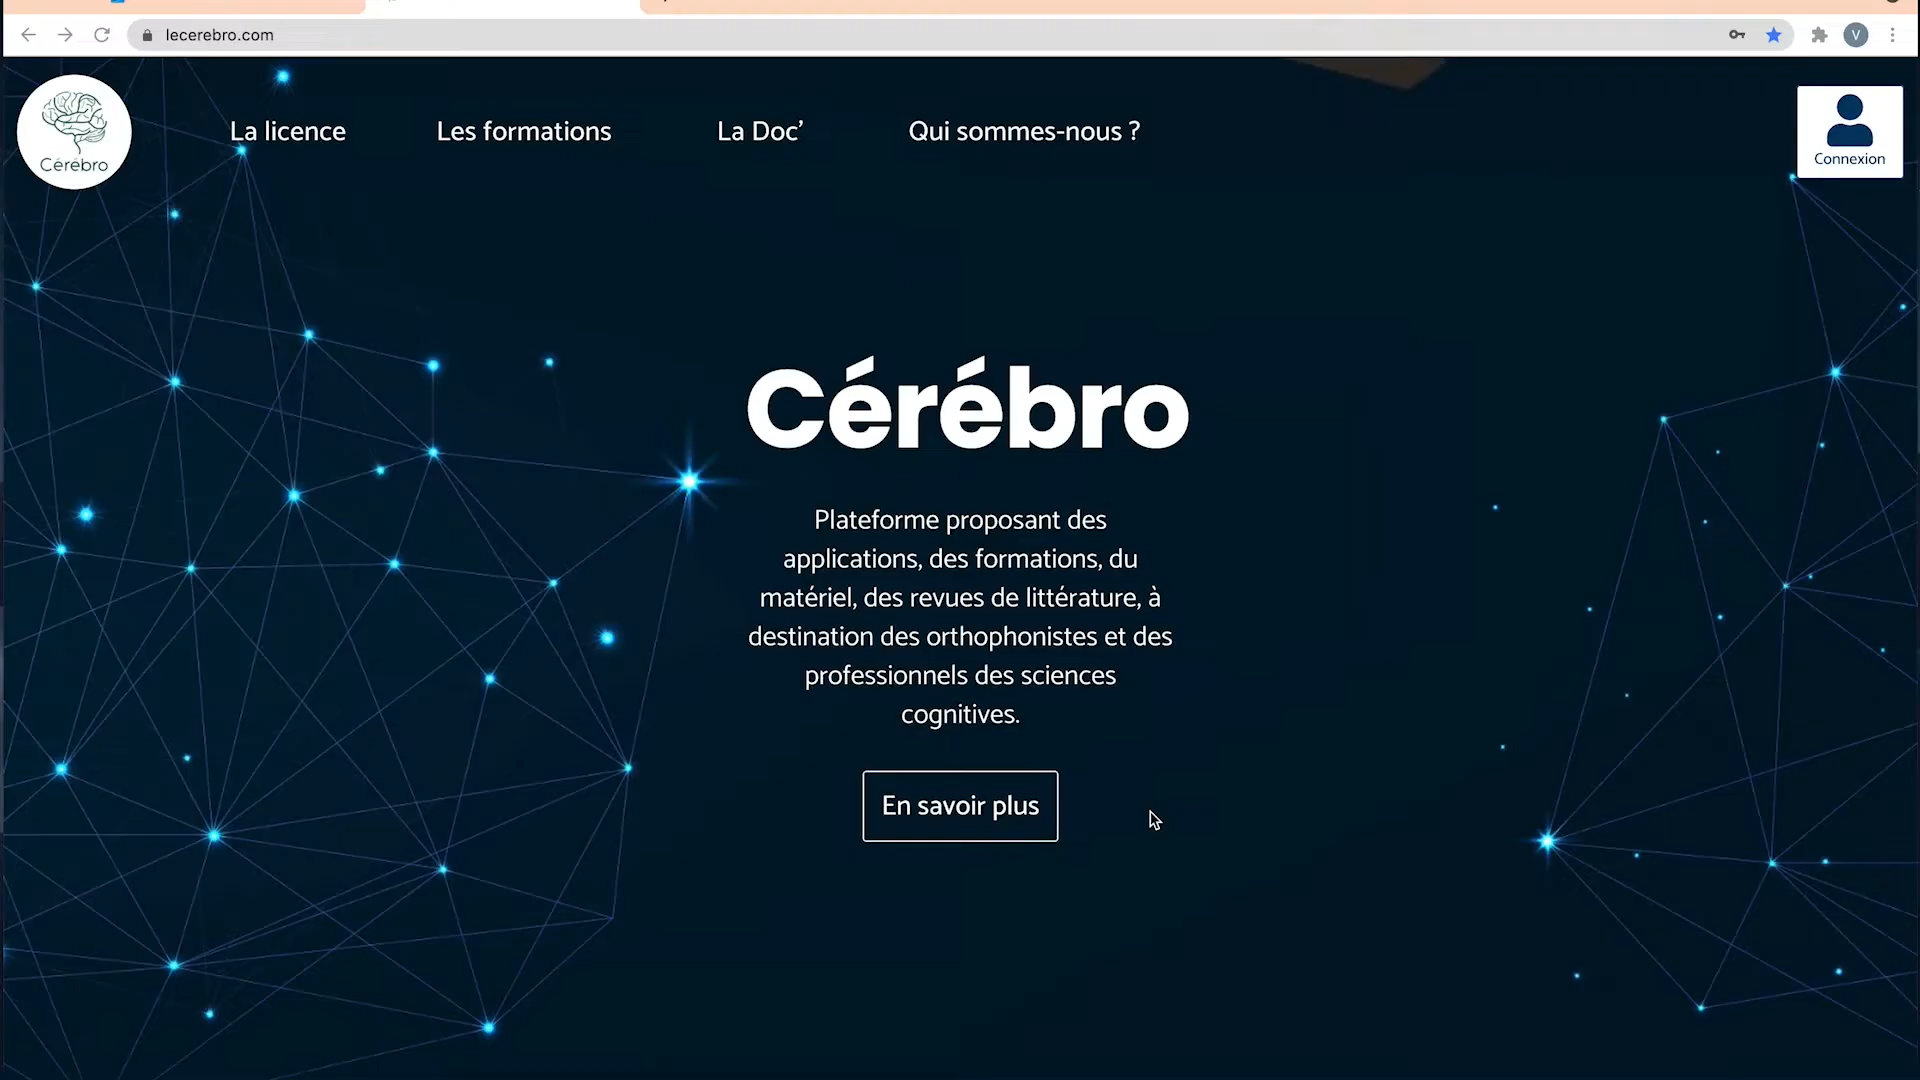 lecerebro.com
V
Cérébro
La licence
Les formations
La Doc’
Qui sommes-nous ?
Connexion
Cérébro
Plateforme proposant des
applications, des formations, du
matériel, des revues de littérature, à
destination des orthophonistes et des
professionnels des sciences
cognitives.
En savoir plus